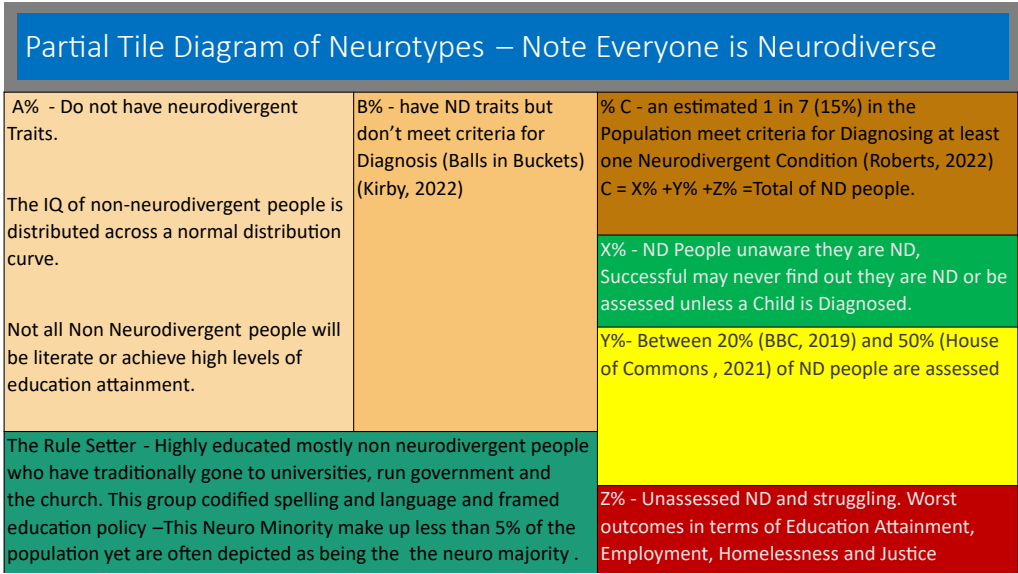 Partial Tile Diagram of Neurotypes – Note Everyone is Neurodiverse
A% - Do not have neurodivergent
Traits.
The IQ of non-neurodivergent people is
distributed across a normal distribution
curve.
Not all Non Neurodivergent people will
be literate or achieve high levels of
education attainment.
B% - have ND traits but
don't meet criteria for
Diagnosis (Balls in Buckets)
(Kirby, 2022)
% C - an estimated 1 in 7 (15%) in the
Population meet criteria for Diagnosing at least
one Neurodivergent Condition (Roberts, 2022)
C = X% +Y% +Z% =Total of ND people.
X% - ND People unaware they are ND,
Successful may never find out they are ND or be
assessed unless a Child is Diagnosed.
Y%- Between 20% (BBC, 2019) and 50% (House
of Commons , 2021) of ND people are assessed
The Rule Setter - Highly educated mostly non neurodivergent people
who have traditionally gone to universities, run government and
the church. This group codified spelling and language and framed
education policy –This Neuro Minority make up less than 5% of the
population yet are often depicted as being the the neuro majority .
Z% - Unassessed ND and struggling. Worst
outcomes in terms of Education Attainment,
Employment, Homelessness and Justice